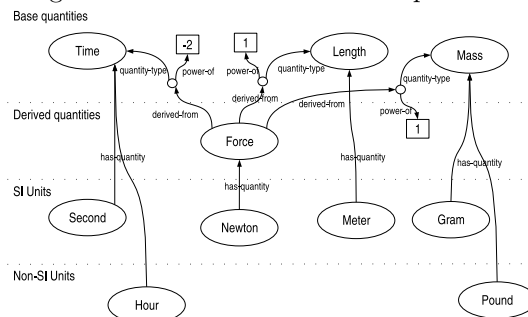 Base quantities
Time
-2
1
Length
Mass
quantity-type
power-of
power-of
quantity-type
quantity-type
derived-from
derived-from
derived-from
power-of
1
Derived quantities
Force
has-quantity
has-quantity
has-quantity
has-quantity
SI Units
Second
Newton
Meter
Gram
Non-SI Units
Hour
Pound